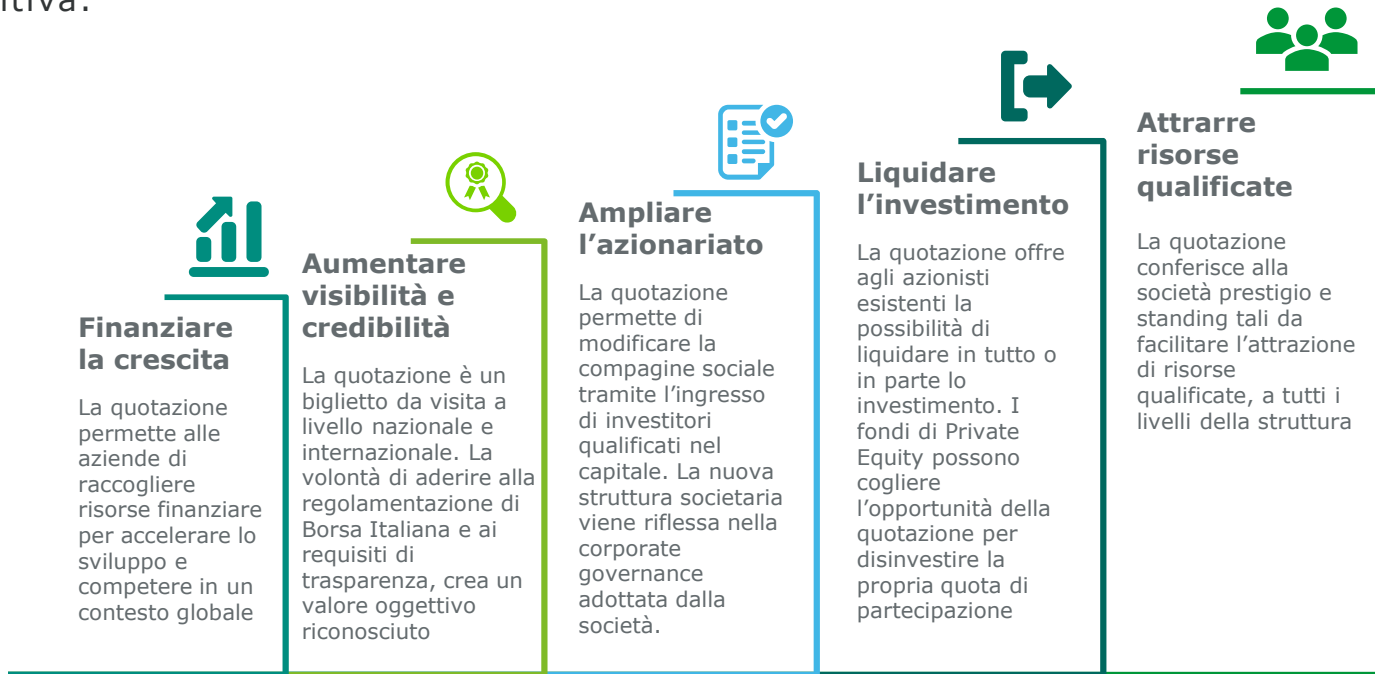 Finanziare
la crescita
La quotazione
permette alle
aziende di
raccogliere
risorse finanziare
per accelerare lo
sviluppo e
competere in un
contesto globale
Aumentare
visibilità e
credibilità
La quotazione è un
biglietto da visita a
livello nazionale e
internazionale. La
volontà di aderire alla
regolamentazione di
Borsa Italiana e ai
requisiti di
trasparenza, crea un
valore oggettivo
riconosciuto
Ampliare
l’azionariato
La quotazione
permette di
modificare la
compagine sociale
tramite l’ingresso
di investitori
qualificati nel
capitale. La nuova
struttura societaria
viene riflessa nella
corporate
governance
adottata dalla
società.
Liquidare
l’investimento
La quotazione offre
agli azionisti
esistenti la
possibilità di
liquidare in tutto o
in parte lo
investimento. I
fondi di Private
Equity possono
cogliere
l’opportunità della
quotazione per
disinvestire la
propria quota di
partecipazione
Attrarre
risorse
qualificate
La quotazione
conferisce alla
società prestigio e
standing tali da
facilitare l’attrazione
di risorse
qualificate, a tutti i
livelli della struttura